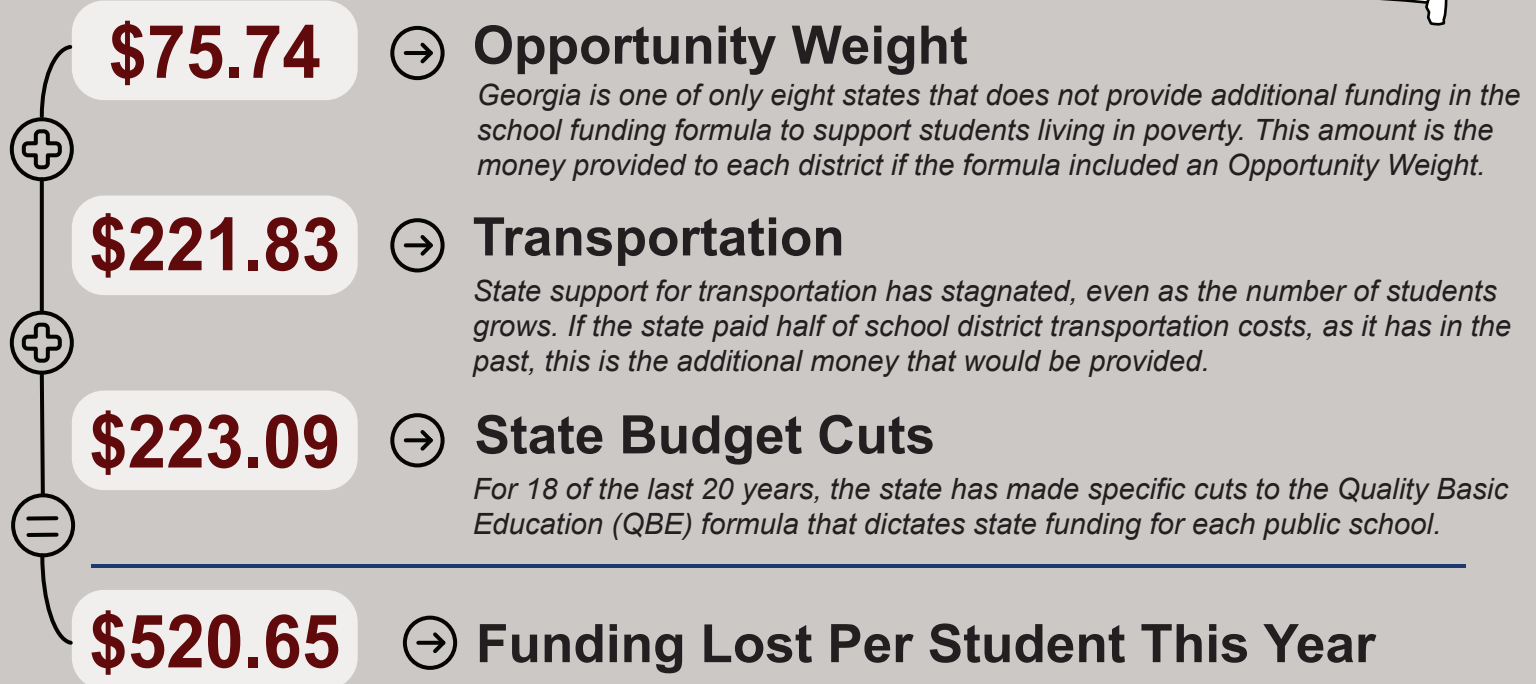 $75.74
Opportunity Weight
Georgia is one of only eight states that does not provide additional funding in the
school funding formula to support students living in poverty. This amount is the
money provided to each district if the formula included an Opportunity Weight.
$221.83
Transportation
State support for transportation has stagnated, even as the number of students
grows. If the state paid half of school district transportation costs, as it has in the
past, this is the additional money that would be provided.
$223.09
State Budget Cuts
For 18 of the last 20 years, the state has made specific cuts to the Quality Basic
Education (QBE) formula that dictates state funding for each public school.
$520.65
Funding Lost Per Student This Year